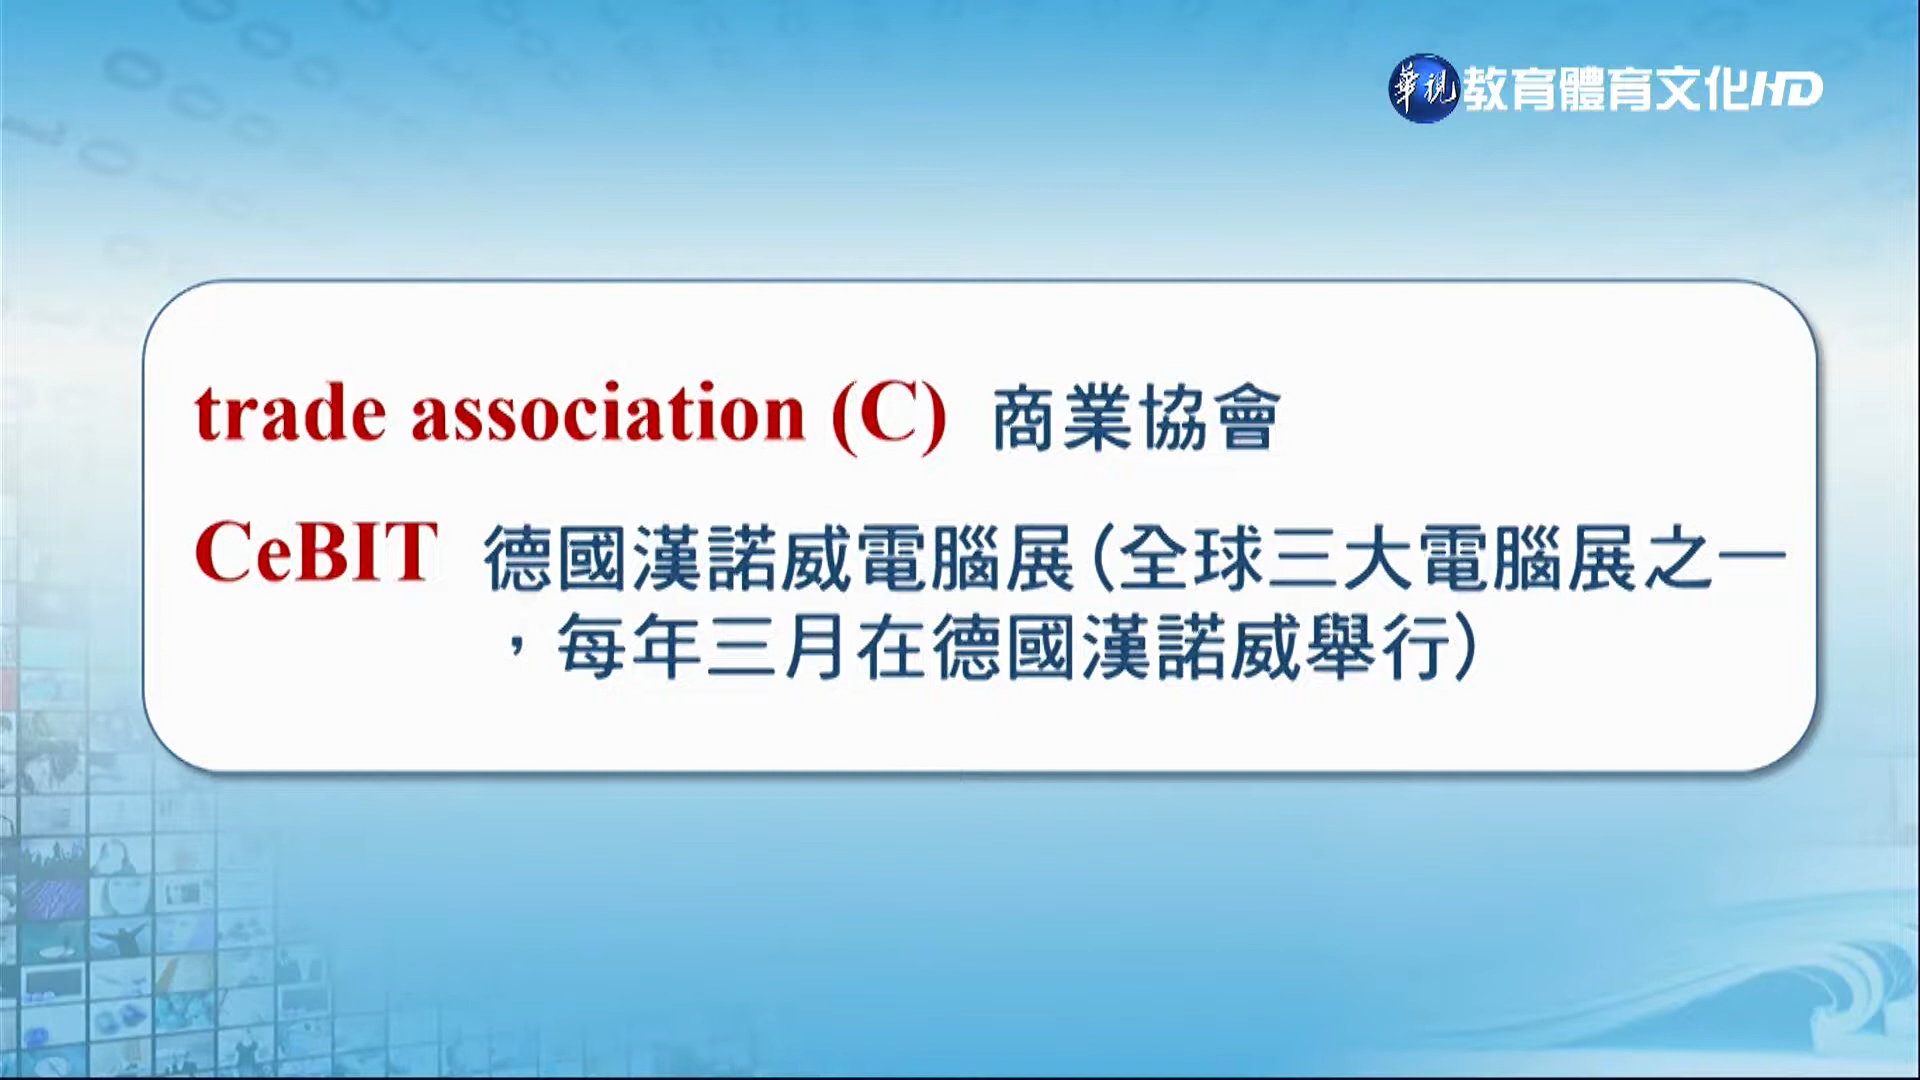 華視 教育體育文化HD
trade association (C) 商業協會
CeBIT 德國漢諾威電腦展(全球三大電腦展之一
，每年三月在德國漢諾威舉行)